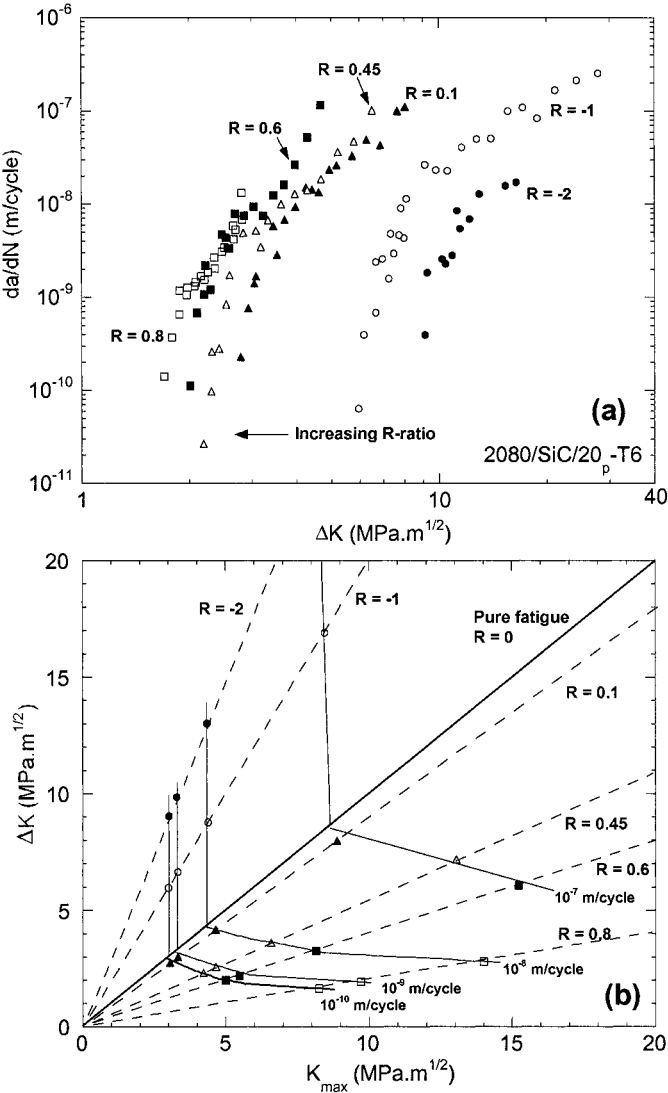 10⁻⁶
10⁻⁷
10⁻⁸
10⁻⁹
10⁻¹⁰
10⁻¹¹
da/dN (m/cycle)
R = 0.45
R = 0.1
R = 0.6
R = -1
R = -2
R = 0.8
(a)
Increasing R-ratio
2080/SiC/20p-T6
1 10 40
ΔK (MPa.m^1/2)
20
15
10
5
0
ΔK (MPa.m^1/2)
R = -2
R = -1
Pure fatigue
R = 0
R = 0.1
R = 0.45
R = 0.6
10⁻⁷ m/cycle
R = 0.8
10⁻⁸ m/cycle
10⁻⁹ m/cycle
10⁻¹⁰ m/cycle
(b)
0 5 10 15 20
Kmax (MPa.m^1/2)